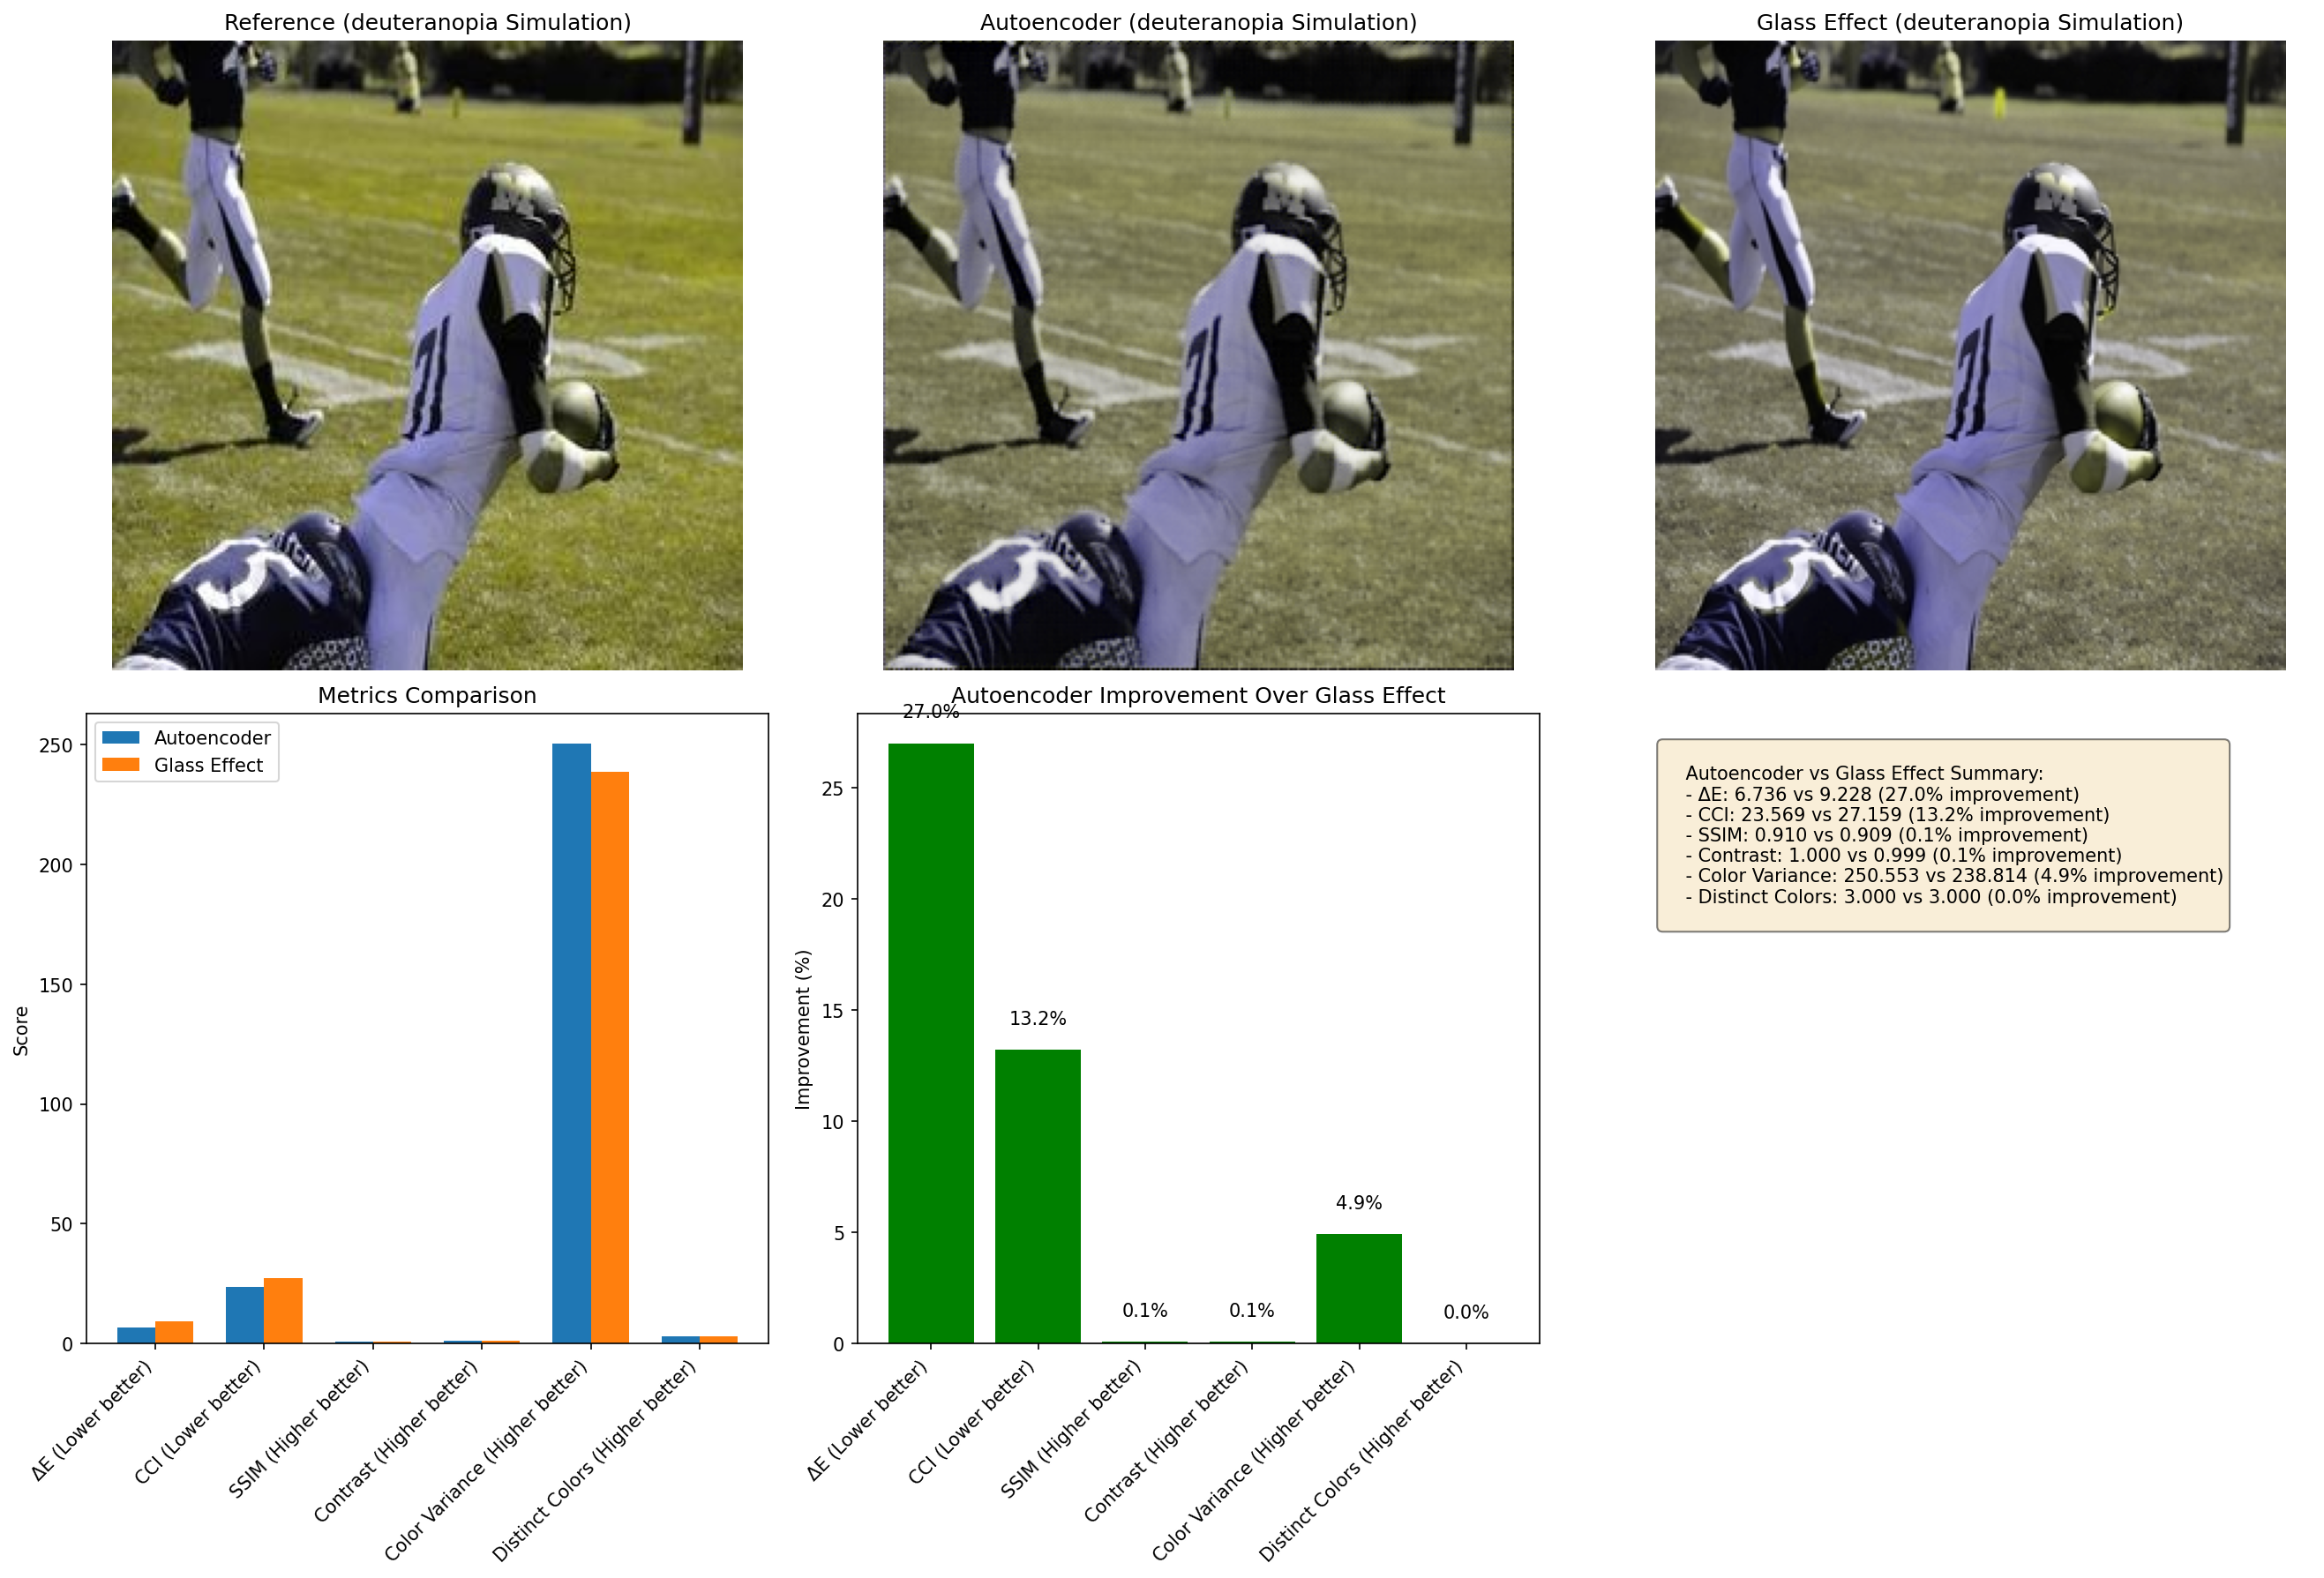 Reference (deuteranopia Simulation)
Autoencoder (deuteranopia Simulation)
Glass Effect (deuteranopia Simulation)
M
71
M
71
M
71
Metrics Comparison
Autoencoder
Glass Effect
Score
250
200
150
100
50
0
ΔE (Lower better)
CCI (Lower better)
SSIM (Higher better)
Contrast (Higher better)
Color Variance (Higher better)
Distinct Colors (Higher better)
Autoencoder Improvement Over Glass Effect
Improvement (%)
25
20
15
10
5
0
27.0%
13.2%
0.1%
0.1%
4.9%
0.0%
ΔE (Lower better)
CCI (Lower better)
SSIM (Higher better)
Contrast (Higher better)
Color Variance (Higher better)
Distinct Colors (Higher better)
Autoencoder vs Glass Effect Summary:
- ΔE: 6.736 vs 9.228 (27.0% improvement)
- CCI: 23.569 vs 27.159 (13.2% improvement)
- SSIM: 0.910 vs 0.909 (0.1% improvement)
- Contrast: 1.000 vs 0.999 (0.1% improvement)
- Color Variance: 250.553 vs 238.814 (4.9% improvement)
- Distinct Colors: 3.000 vs 3.000 (0.0% improvement)